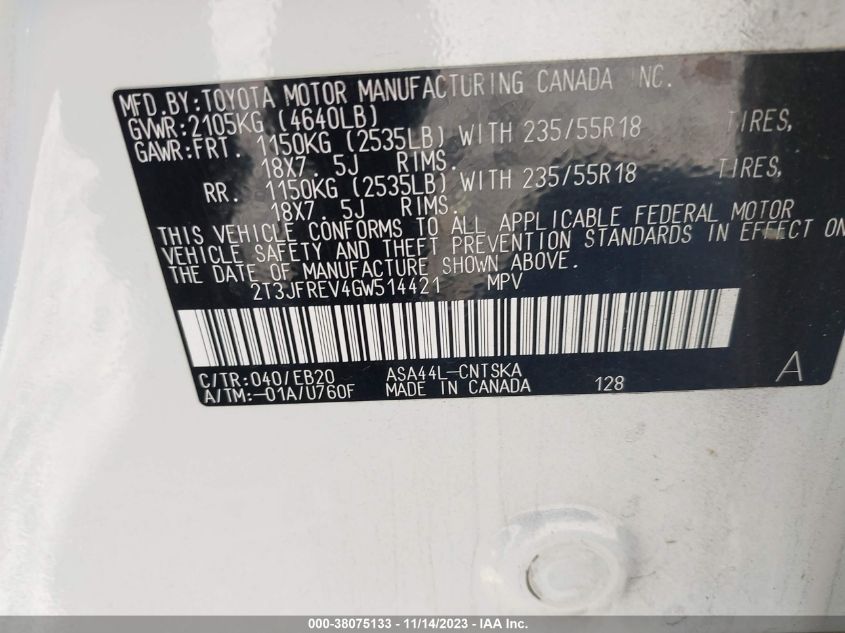 MFD.BY:TOYOTA MOTOR MANUFACTURING CANADA INC.
GVWR:2105KG (4640LB)
GAWR:FRT. 1150KG (2535LB) WITH 235/55R18 TIRES,
18X7.5J RIMS.
RR. 1150KG (2535LB) WITH 235/55R18 TIRES,
18X7.5J RIMS.
THIS VEHICLE CONFORMS TO ALL APPLICABLE FEDERAL MOTOR
VEHICLE SAFETY AND THEFT PREVENTION STANDARDS IN EFFECT ON
THE DATE OF MANUFACTURE SHOWN ABOVE.
2T3JFREV4GW514421 MPV
C/TR:040/EB20 ASA44L-CNTSKA
A/TM:-01A/U760F MADE IN CANADA 128 A
000-38075133 - 11/14/2023 - IAA Inc.